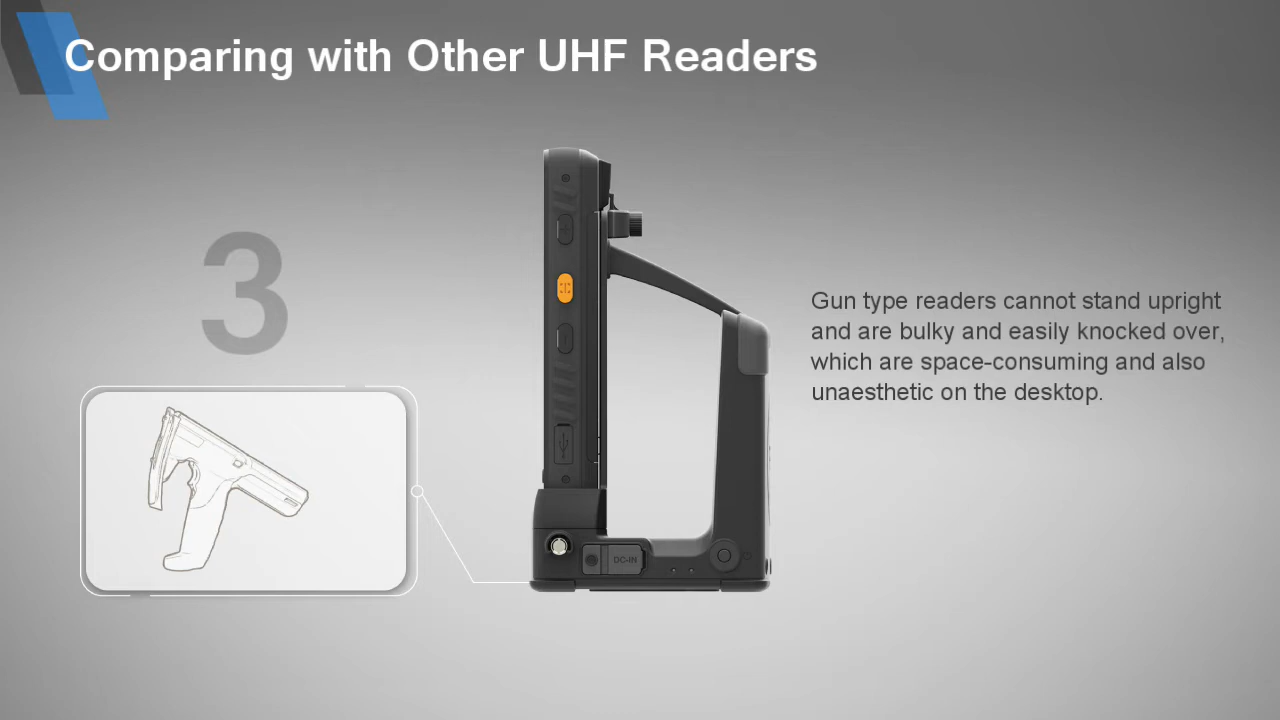 Comparing with Other UHF Readers
3
Gun type readers cannot stand upright
and are bulky and easily knocked over,
which are space-consuming and also
unaesthetic on the desktop.
DC-IN